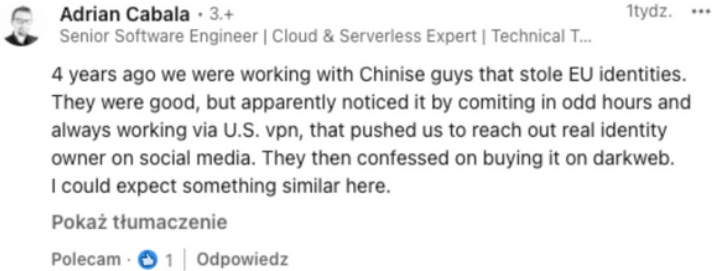 Adrian Cabala · 3.+
1tydz. •••
Senior Software Engineer | Cloud & Serverless Expert | Technical T...
4 years ago we were working with Chinise guys that stole EU identities.
They were good, but apparently noticed it by comiting in odd hours and
always working via U.S. vpn, that pushed us to reach out real identity
owner on social media. They then confessed on buying it on darkweb.
I could expect something similar here.
Pokaż tłumaczenie
Polecam · 1 | Odpowiedz